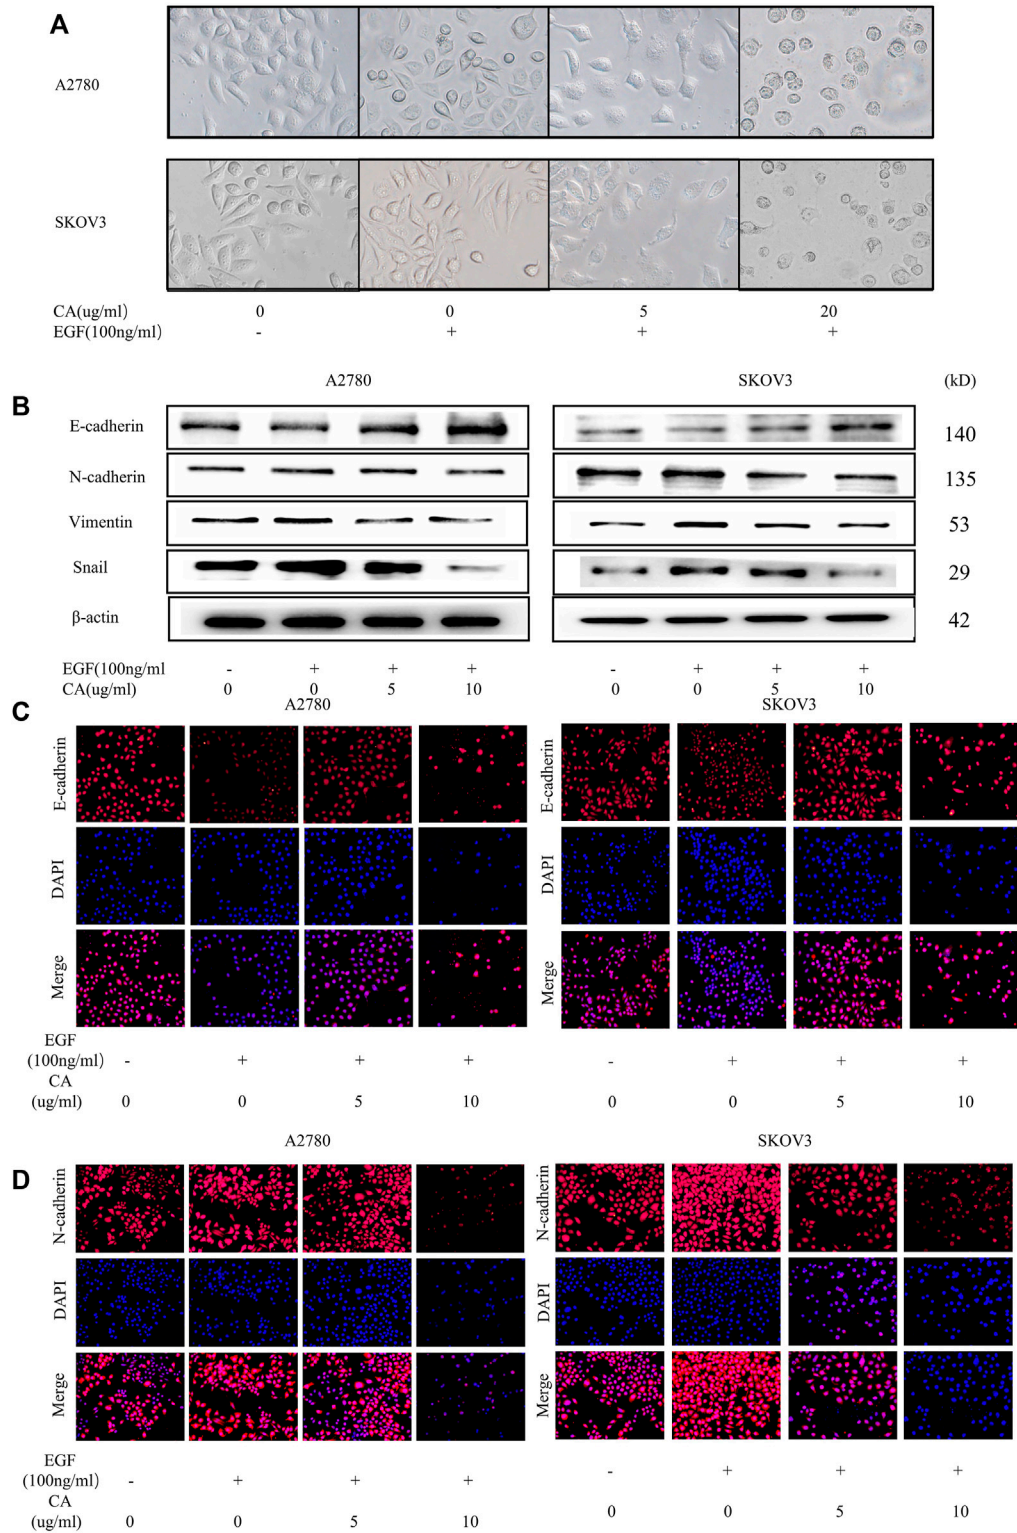 A
A2780
SKOV3
CA(ug/ml) 0 0 5 20
EGF(100ng/ml) - + + +
A2780 SKOV3 (kD)
B
E-cadherin 140
N-cadherin 135
Vimentin 53
Snail 29
β-actin 42
EGF(100ng/ml - + + + - + + +
CA(ug/ml) 0 0 5 10 0 0 5 10
C
A2780 SKOV3
E-cadherin E-cadherin
DAPI DAPI
Merge Merge
EGF
(100ng/ml) - + + + - + + +
CA
(ug/ml) 0 0 5 10 0 0 5 10
A2780 SKOV3
D
N-cadherin N-cadherin
DAPI DAPI
Merge Merge
EGF
(100ng/ml) - + + + - + + +
CA
(ug/ml) 0 0 5 10 0 0 5 10